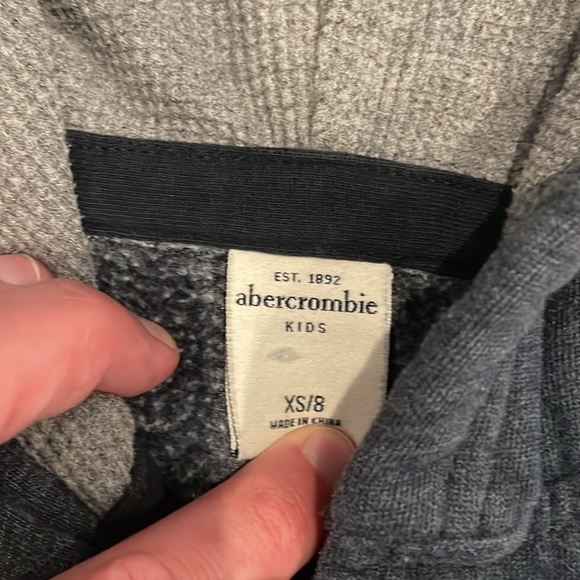 EST. 1892
abercrombie
KIDS
XS/8
MADE IN CHINA